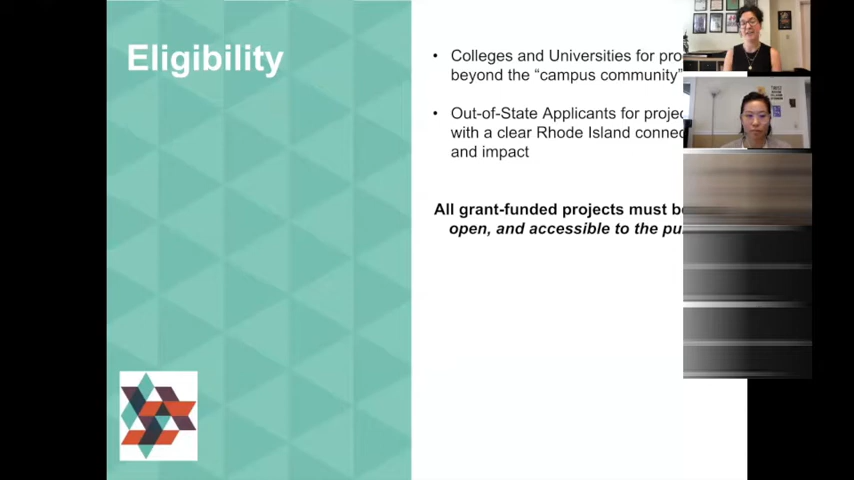 Eligibility
• Colleges and Universities for pro
beyond the “campus community”
• Out-of-State Applicants for projec
with a clear Rhode Island connec
and impact
All grant-funded projects must be
open, and accessible to the pu